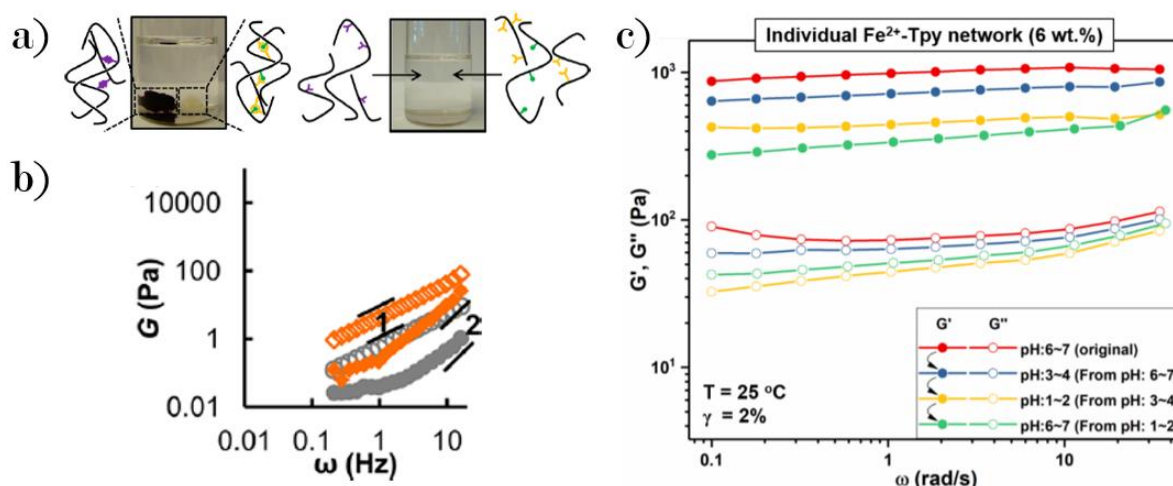 a)
b)
10000
100
1
0.01
G (Pa)
1
2
0.01
0.1
1
10
ω (Hz)
c)
Individual Fe²⁺-Tpy network (6 wt.%)
10³
10²
10¹
G', G'' (Pa)
G' G''
pH:6~7 (original)
pH:3~4 (From pH: 6~7)
pH:1~2 (From pH: 3~4)
pH:6~7 (From pH: 1~2)
T = 25 °C
γ = 2%
0.1
1
10
ω (rad/s)